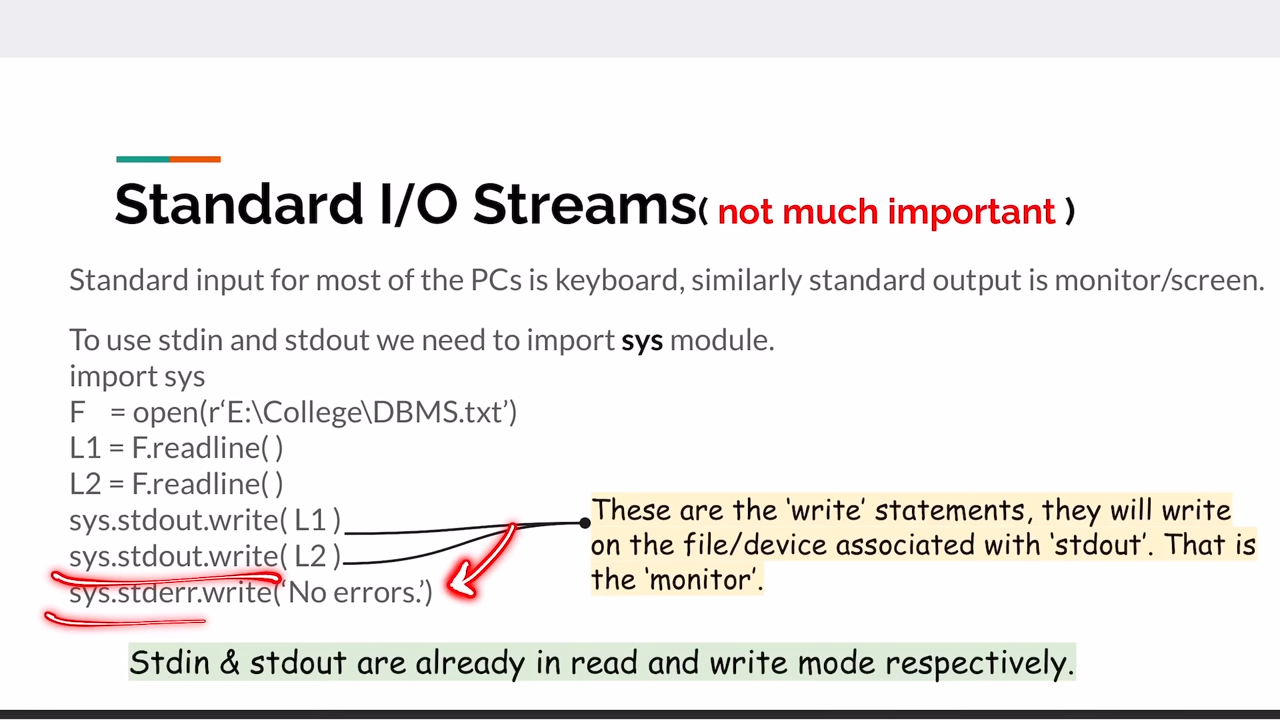 Standard I/O Streams( not much important )
Standard input for most of the PCs is keyboard, similarly standard output is monitor/screen.
To use stdin and stdout we need to import sys module.
import sys
F = open(r‘E:\College\DBMS.txt’)
L1 = F.readline( )
L2 = F.readline( )
sys.stdout.write( L1 )
sys.stdout.write( L2 )
sys.stderr.write(‘No errors.’)
These are the ‘write’ statements, they will write
on the file/device associated with ‘stdout’. That is
the ‘monitor’.
Stdin & stdout are already in read and write mode respectively.